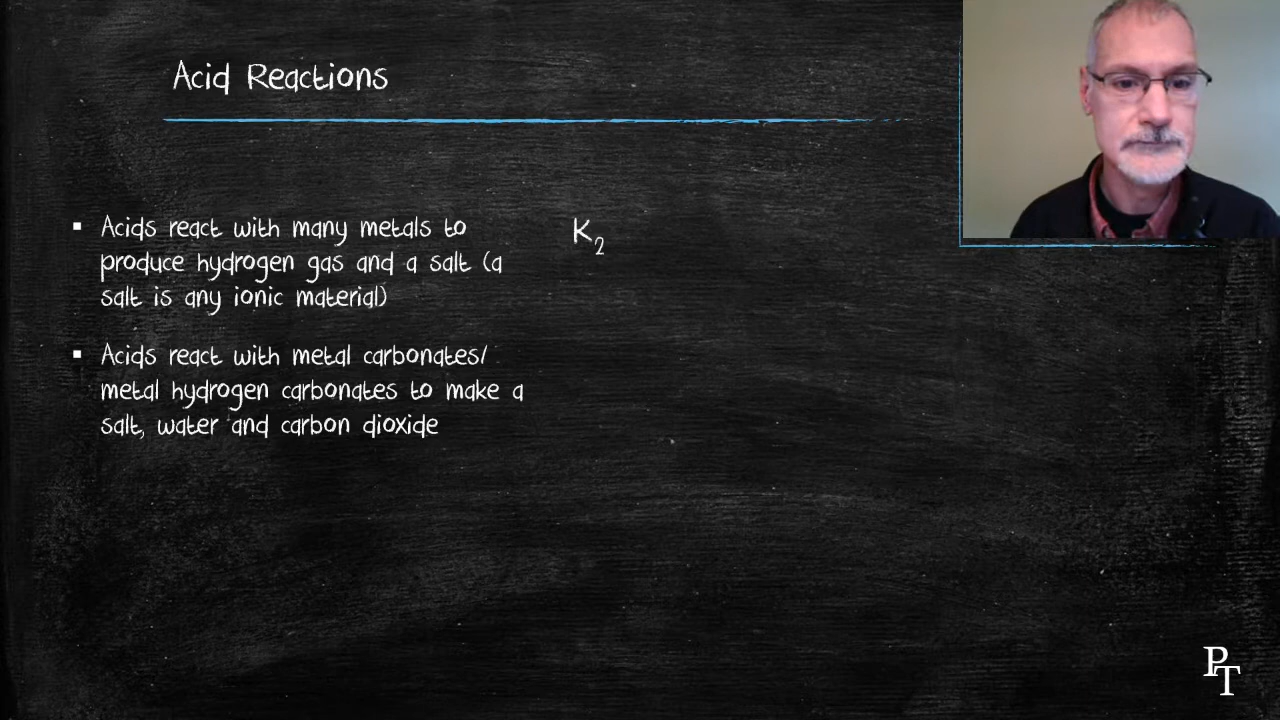 Acid Reactions
▪ Acids react with many metals to
produce hydrogen gas and a salt (a
salt is any ionic material)
▪ Acids react with metal carbonates/
metal hydrogen carbonates to make a
salt, water and carbon dioxide
K₂
PT